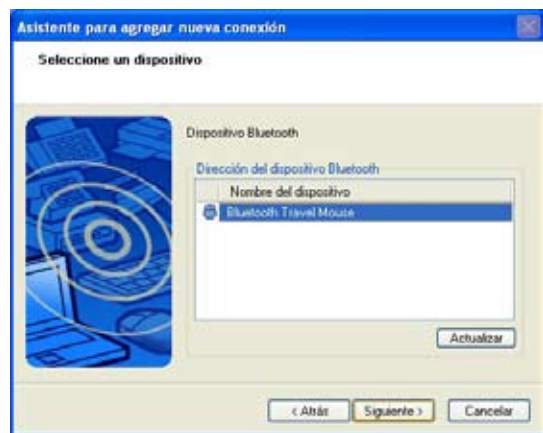 Asistente para agregar nueva conexión
Seleccione un dispositivo
Dispositivo Bluetooth
Dirección del dispositivo Bluetooth
Nombre del dispositivo
Bluetooth Travel Mouse
Actualizar
< Atrás
Siguiente >
Cancelar